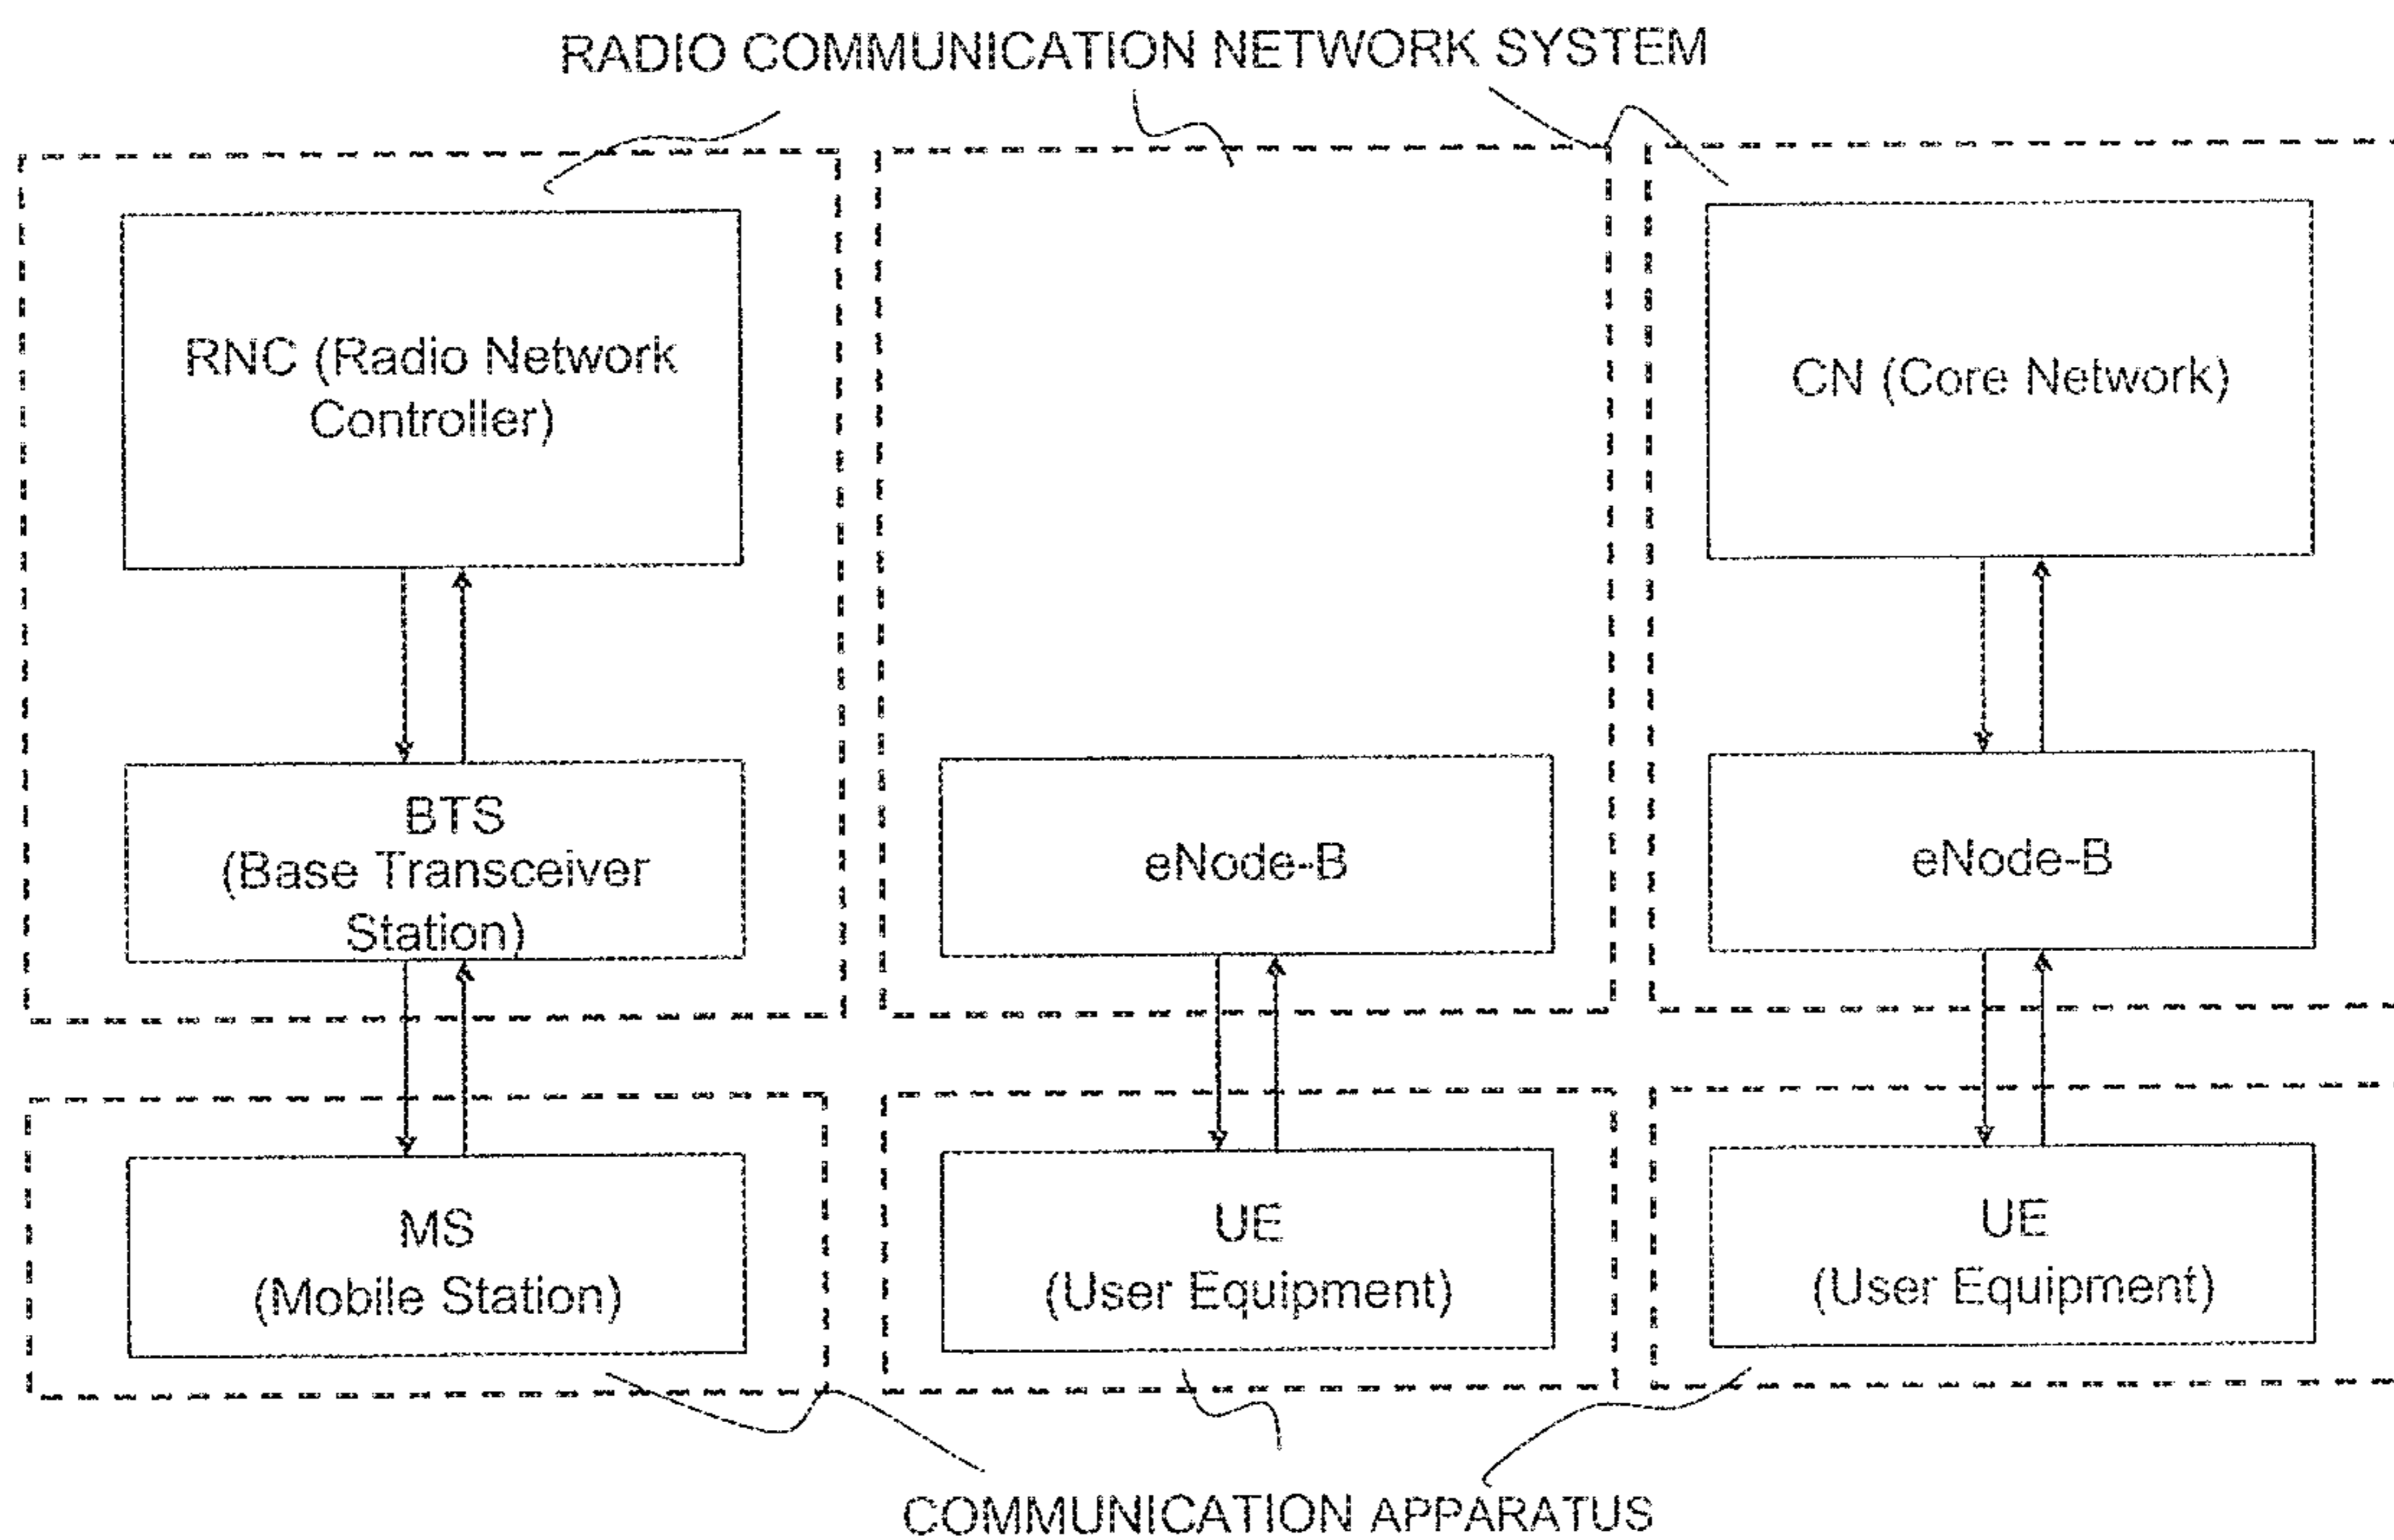 RADIO COMMUNICATION NETWORK SYSTEM
RNC (Radio Network
Controller)
CN (Core Network)
BTS
(Base Transceiver
Station)
eNode-B
eNode-B
MS
(Mobile Station)
UE
(User Equipment)
UE
(User Equipment)
COMMUNICATION APPARATUS